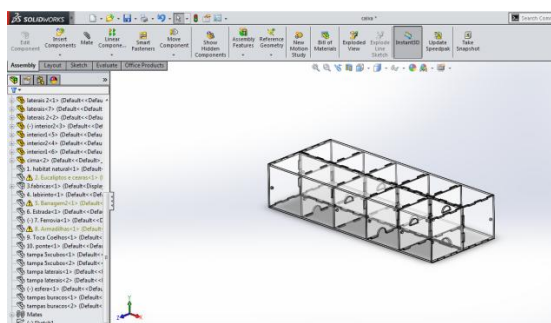 SOLIDWORKS
caixa *
Search Com
Edit Component
Insert Components
Mate
Linear Compone...
Smart Fasteners
Move Component
Show Hidden Components
Assembly Features
Reference Geometry
New Motion Study
Bill of Materials
Exploded View
Explode Line Sketch
Instant3D
Update Speedpak
Take Snapshot
Assembly Layout Sketch Evaluate Office Products
laterais 2<1> (Default<<Defau
laterais<7> (Default<<Default
laterais 2<2> (Default<<Defau
(-) interior2<3> (Default<<Def
interior1<5> (Default<<Defau
interior2<4> (Default<<Defau
interior1<6> (Default<<Defau
cima<2> (Default<<Default>_
1. habitat natural<1> (Default
2. Eucaliptos e ceares<1> (
3.fabricas<1> (Default<Displa
4. labirinto<1> (Default<<Def
5. Barragem2<1> (Default<
6. Estrada<1> (Default<<Defa
(-) 7. Ferrovia<1> (Default<<D
8. Armadilhas<1> (Default<
9. Toca Coelhos<1> (Default<
10. ponte<1> (Default<<Defa
tampa 5xcubos<1> (Default<
tampa 5xcubos<2> (Default<
tampa laterais<1> (Default<<
tampa laterais<2> (Default<<
(-) esfera<1> (Default<<Defau
tampas buracos<1> (Default<
tampas buracos<2> (Default<
Mates
(-) Sketch1
Y
Z